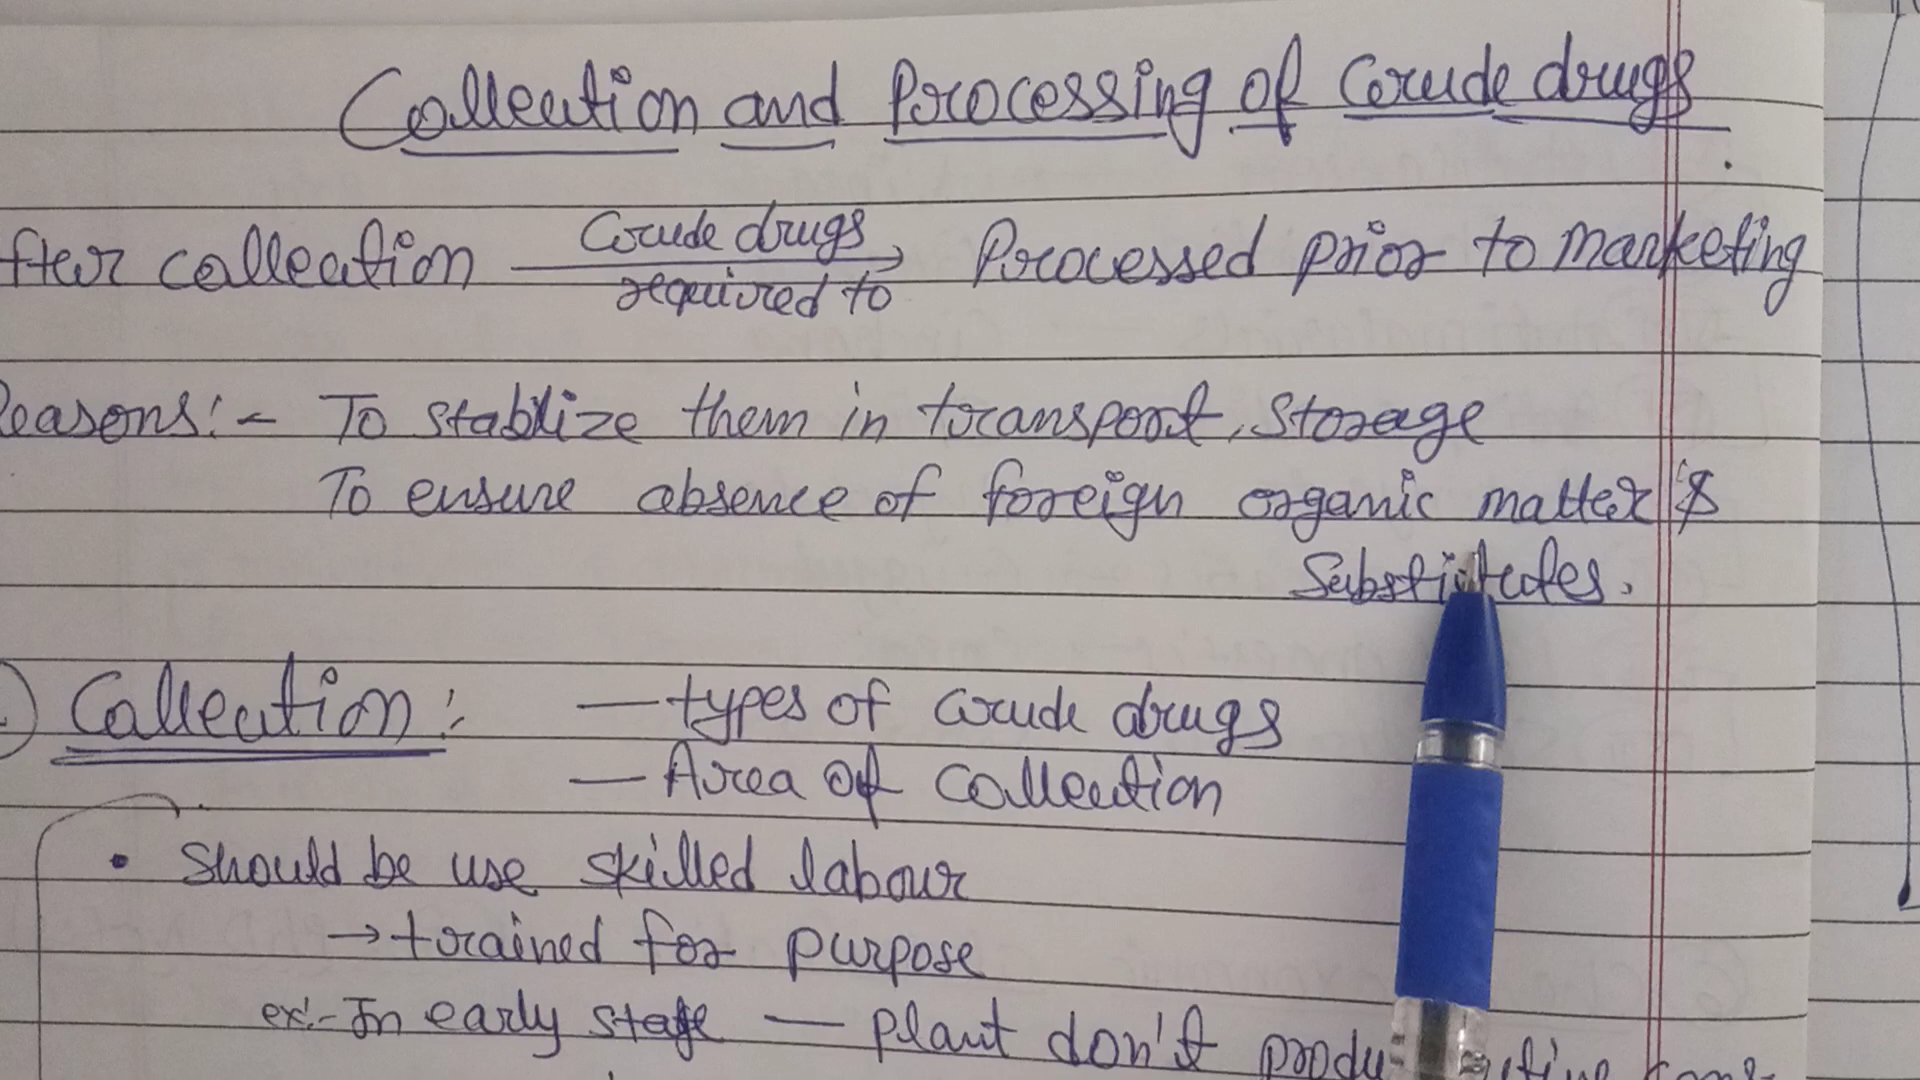 Collection and Processing of Crude drugs.
fter collection Crude drugs required to Processed prior to marketing
easons:- To stablize them in transport, Storage
To ensure absence of foreign organic matter &
Substitutes.
Collection: — types of crude drugs
— Area of collection
• should be use skilled labour
→ trained for purpose
ex:- In early stage — plant don't